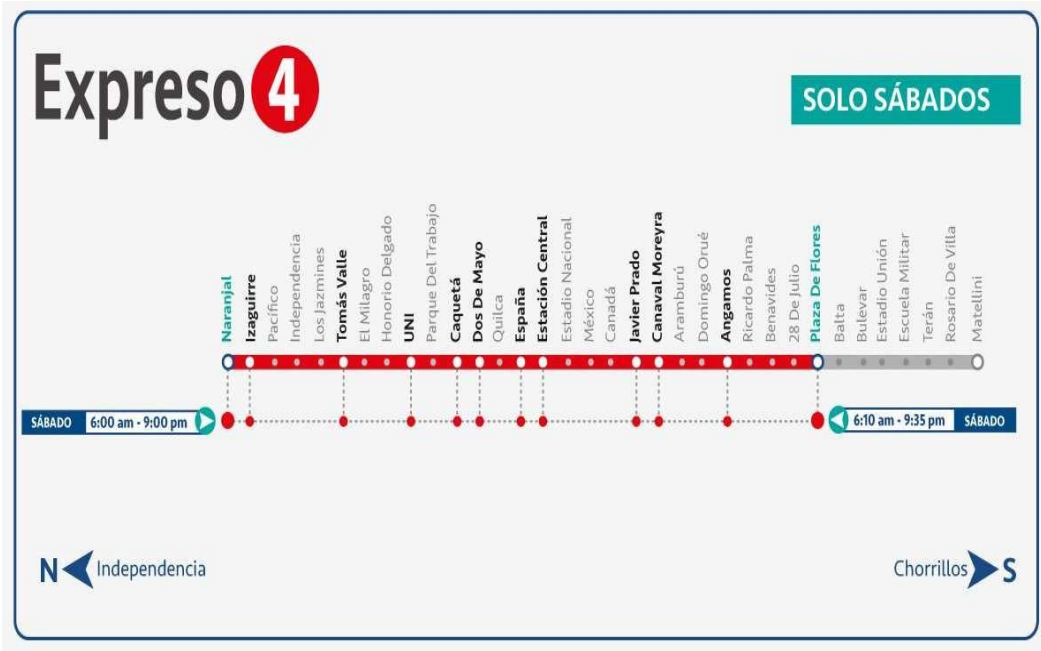 Expreso 4
SOLO SÁBADOS
Naranjal
Izaguirre
Pacífico
Independencia
Los Jazmines
Tomás Valle
El Milagro
Honorio Delgado
UNI
Parque Del Trabajo
Caquetá
Dos De Mayo
Quilca
España
Estación Central
Estadio Nacional
México
Canadá
Javier Prado
Canaval Moreyra
Aramburú
Domingo Orué
Angamos
Ricardo Palma
Benavides
28 De Julio
Plaza De Flores
Balta
Bulevar
Estadio Unión
Escuela Militar
Terán
Rosario De Villa
Matellini
SÁBADO 6:00 am - 9:00 pm
6:10 am - 9:35 pm SÁBADO
N Independencia
Chorrillos S